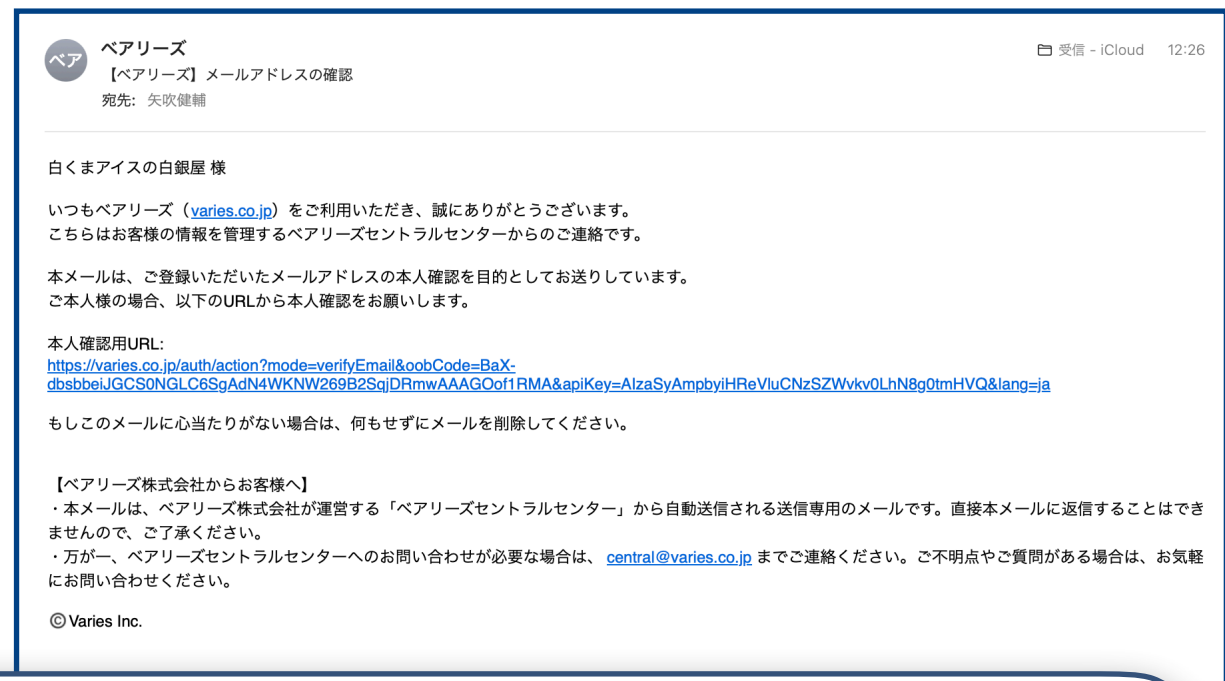 ベア
ベアリーズ
受信 - iCloud 12:26
【ベアリーズ】メールアドレスの確認
宛先: 矢吹健輔
白くまアイスの白銀屋 様
いつもベアリーズ（varies.co.jp）をご利用いただき、誠にありがとうございます。
こちらはお客様の情報を管理するベアリーズセントラルセンターからのご連絡です。
本メールは、ご登録いただいたメールアドレスの本人確認を目的としてお送りしています。
ご本人様の場合、以下のURLから本人確認をお願いします。
本人確認用URL:
https://varies.co.jp/auth/action?mode=verifyEmail&oobCode=BaX-
dbsbbeiJGCS0NGLC6SgAdN4WKNW269B2SqjDRmwAAAGOof1RMA&apiKey=AIzaSyAmpbyiHReVluCNzSZWvkv0LhN8g0tmHVQ&lang=ja
もしこのメールに心当たりがない場合は、何もせずにメールを削除してください。
【ベアリーズ株式会社からお客様へ】
・本メールは、ベアリーズ株式会社が運営する「ベアリーズセントラルセンター」から自動送信される送信専用のメールです。直接本メールに返信することはでき
ませんので、ご了承ください。
・万が一、ベアリーズセントラルセンターへのお問い合わせが必要な場合は、 central@varies.co.jp までご連絡ください。ご不明点やご質問がある場合は、お気軽
にお問い合わせください。
©Varies Inc.